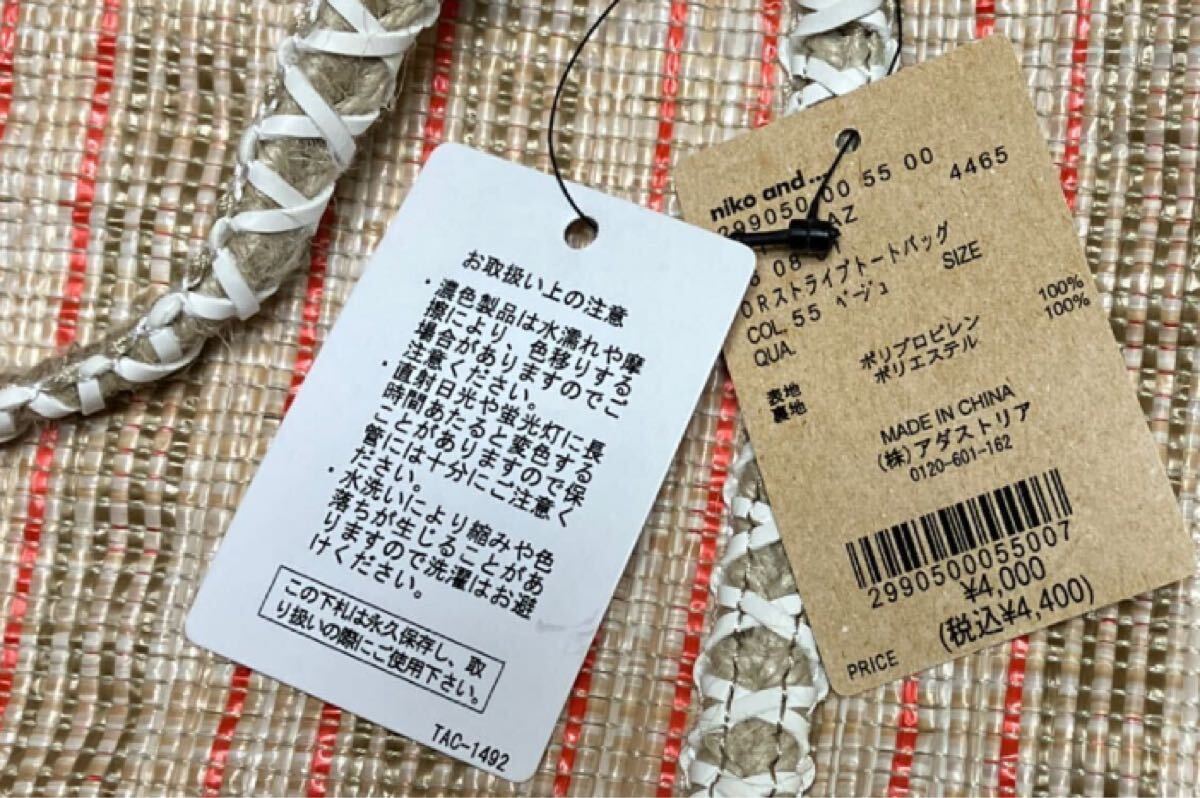 お取扱い上の注意
・濃色製品は水濡れや摩
擦により、色移りする
場合がありますのでご
注意ください。
・直射日光や蛍光灯に長
時間あたると変色する
ことがありますので保
管には十分にご注意く
ださい。
・水洗いにより縮みや色
落ちが生じることがあ
りますので洗濯はお避
けください。
この下札は永久保存し、取
り扱いの際にご使用下さい。
TAC-1492
niko and ...
299050 00 55 00 4465
AZ
08
ORストライプトートバッグ
COL. 55 ベージュ SIZE
QUA.
表地 ポリプロピレン 100%
裏地 ポリエステル 100%
MADE IN CHINA
(株)アダストリア
0120-601-162
2990500055007
¥4,000
(税込¥4,400)
PRICE